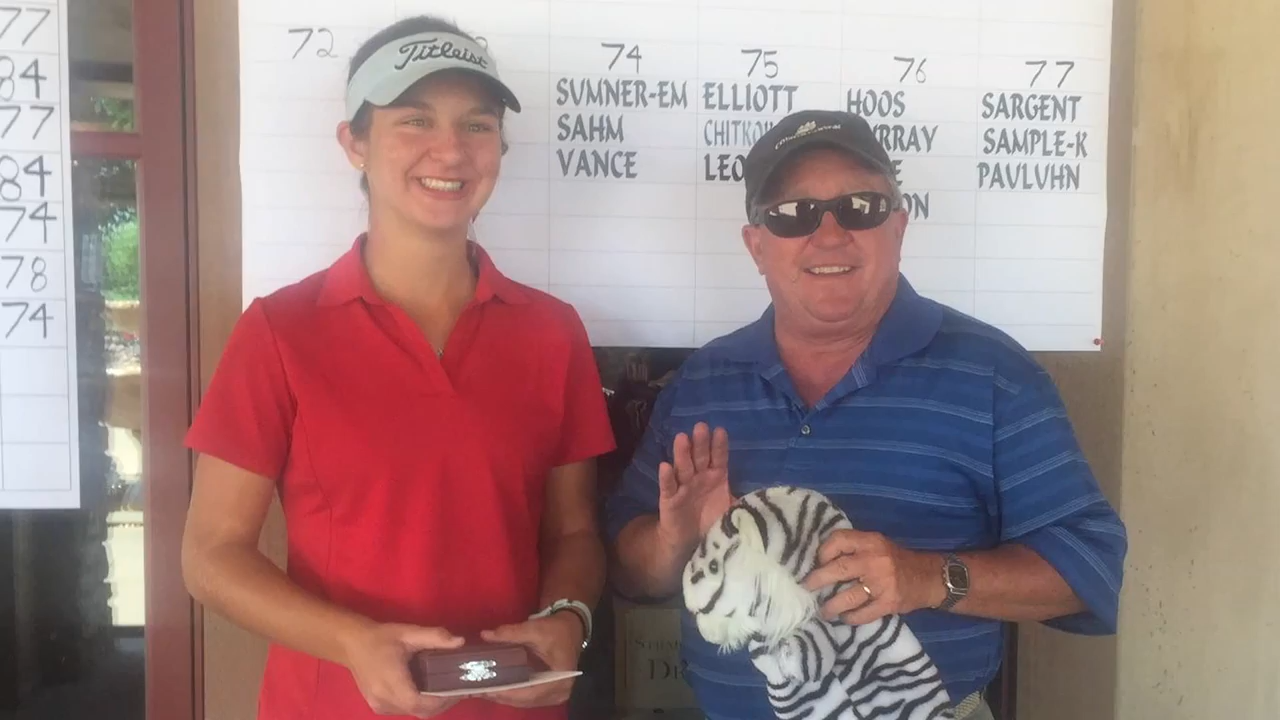 77
84
77
84
74
78
74
72
74
SUMNER-EM
SAHM
VANCE
75
ELLIOTT
76
HOOS
77
SARGENT
SAMPLE-K
PAULUHN
Titleist